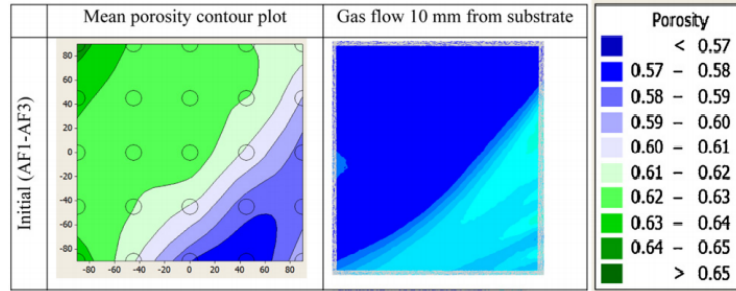 Mean porosity contour plot
Gas flow 10 mm from substrate
Initial (AF1-AF3)
80
60
40
20
0
-20
-40
-60
-80
-80 -60 -40 -20 0 20 40 60 80
Porosity
< 0.57
0.57 – 0.58
0.58 – 0.59
0.59 – 0.60
0.60 – 0.61
0.61 – 0.62
0.62 – 0.63
0.63 – 0.64
0.64 – 0.65
> 0.65